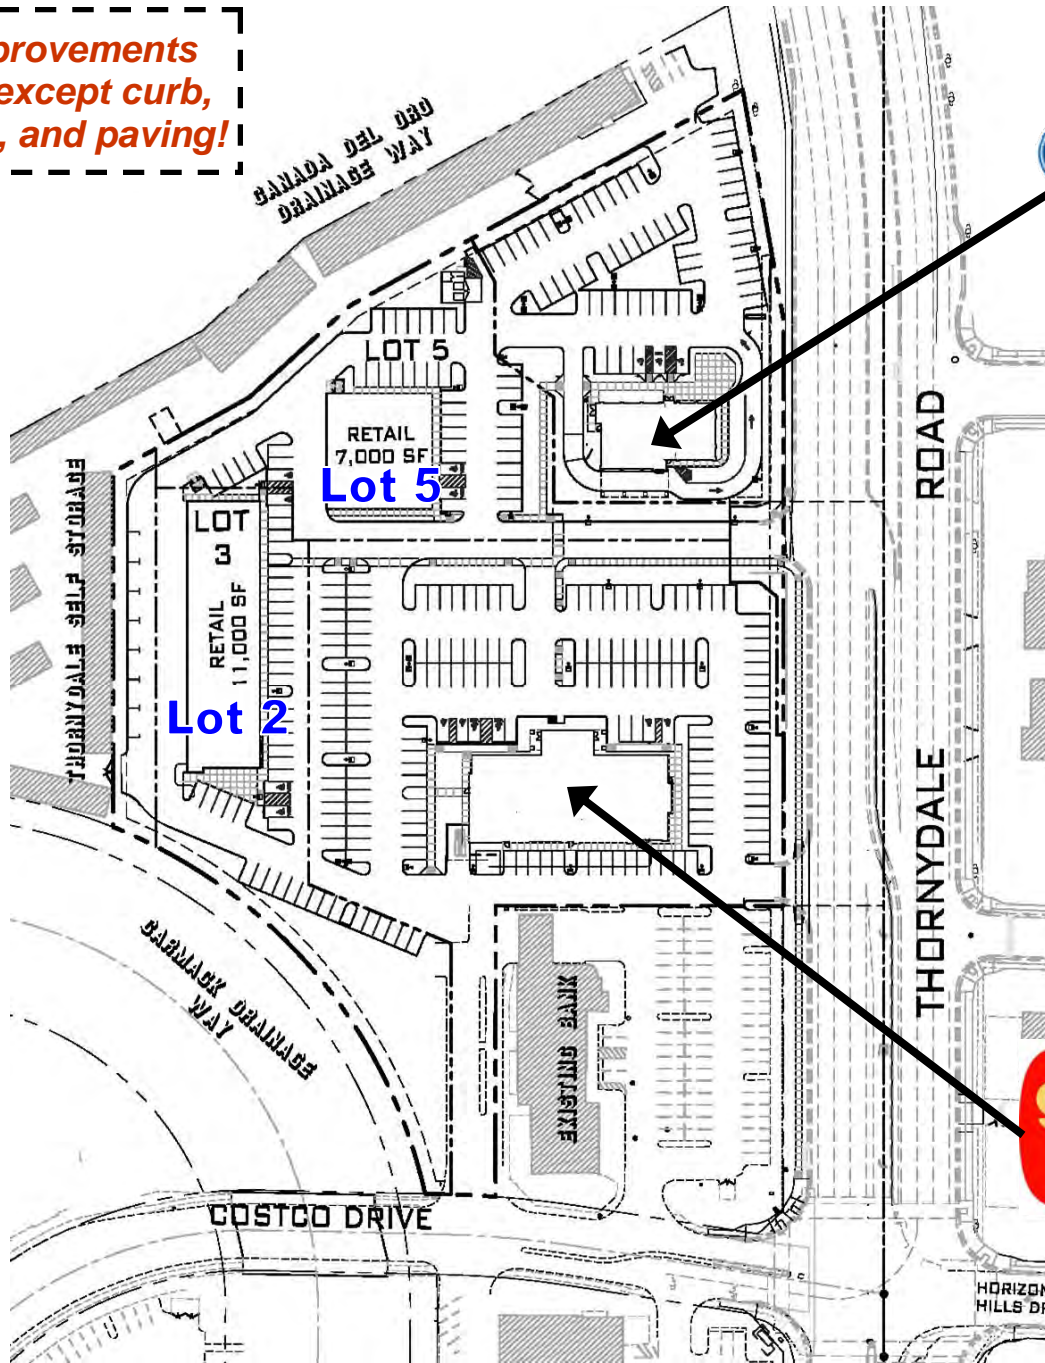 provements
except curb,
, and paving!
CANADA DEL ORO
DRAINAGE WAY
LOT 5
RETAIL
7,000 SF
Lot 5
LOT
3
RETAIL
11,000 SF
Lot 2
THORNYDALE SELF STORAGE
THORNYDALE ROAD
CARMACK DRAINAGE
WAY
EXISTING BANK
COSTCO DRIVE
HORIZON
HILLS DR